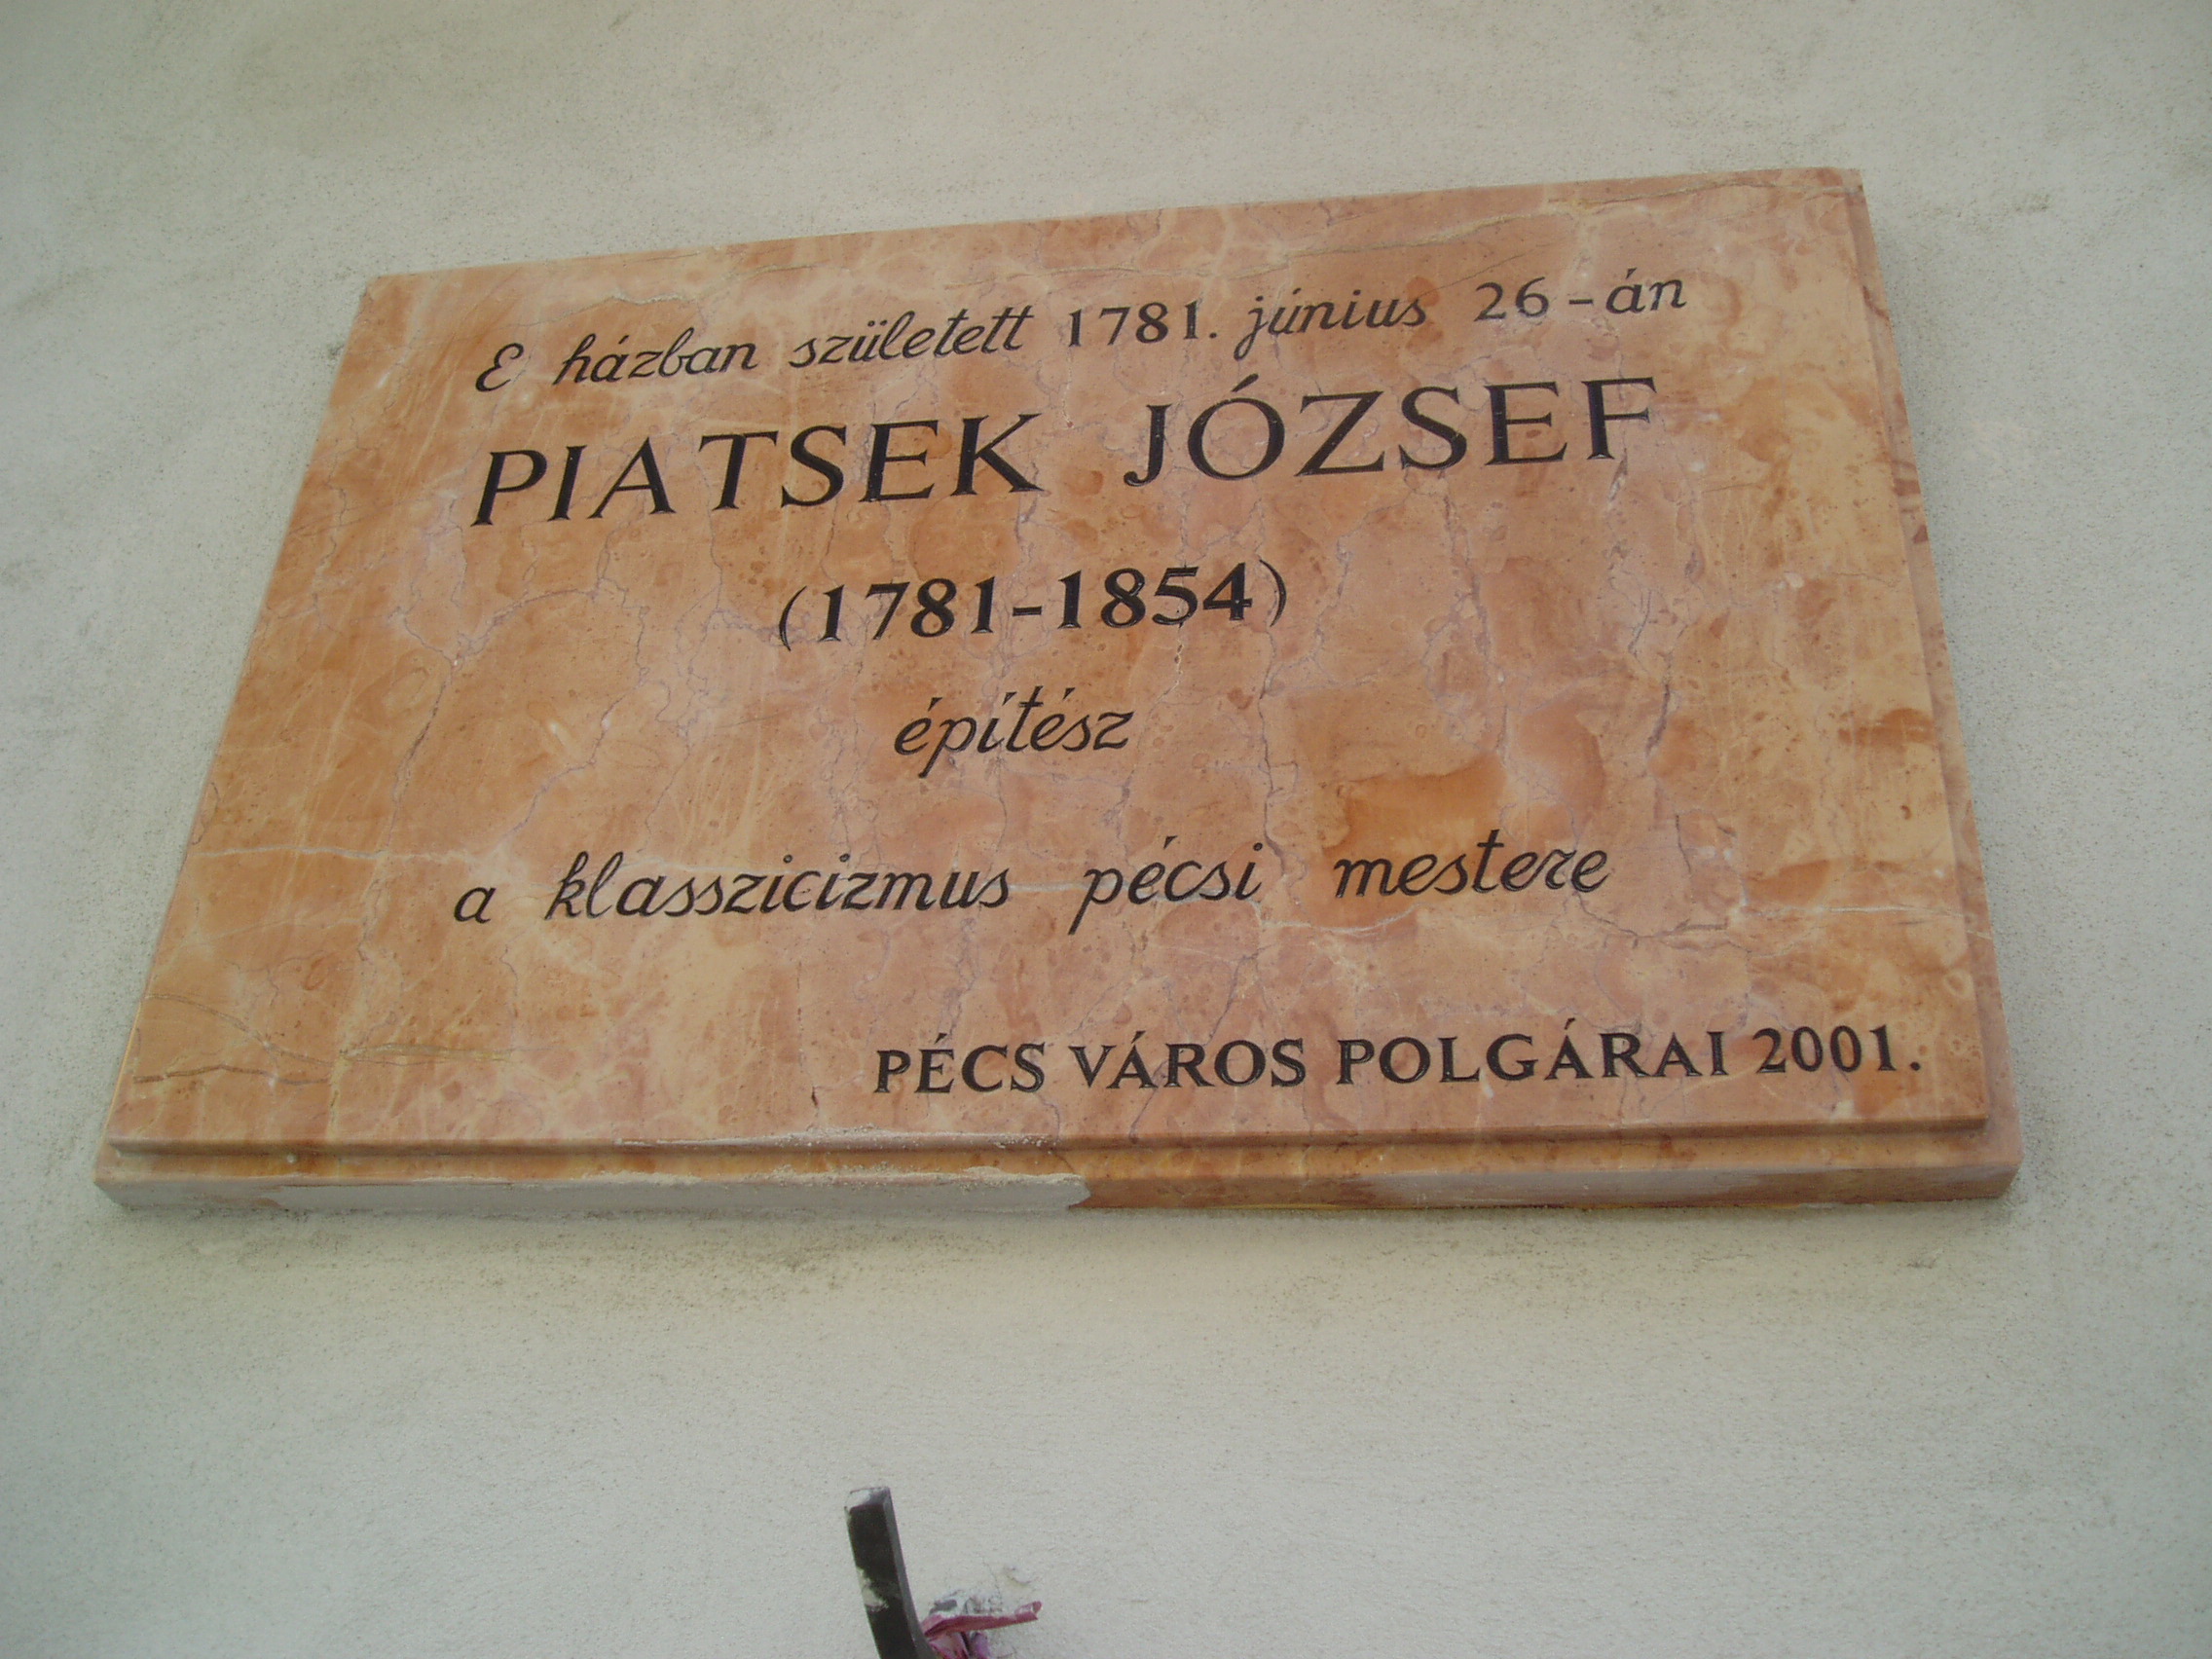 E házban született 1781. június 26-án
PIATSEK JÓZSEF
(1781-1854)
építész
a klasszicizmus pécsi mestere
PÉCS VÁROS POLGÁRAI 2001.